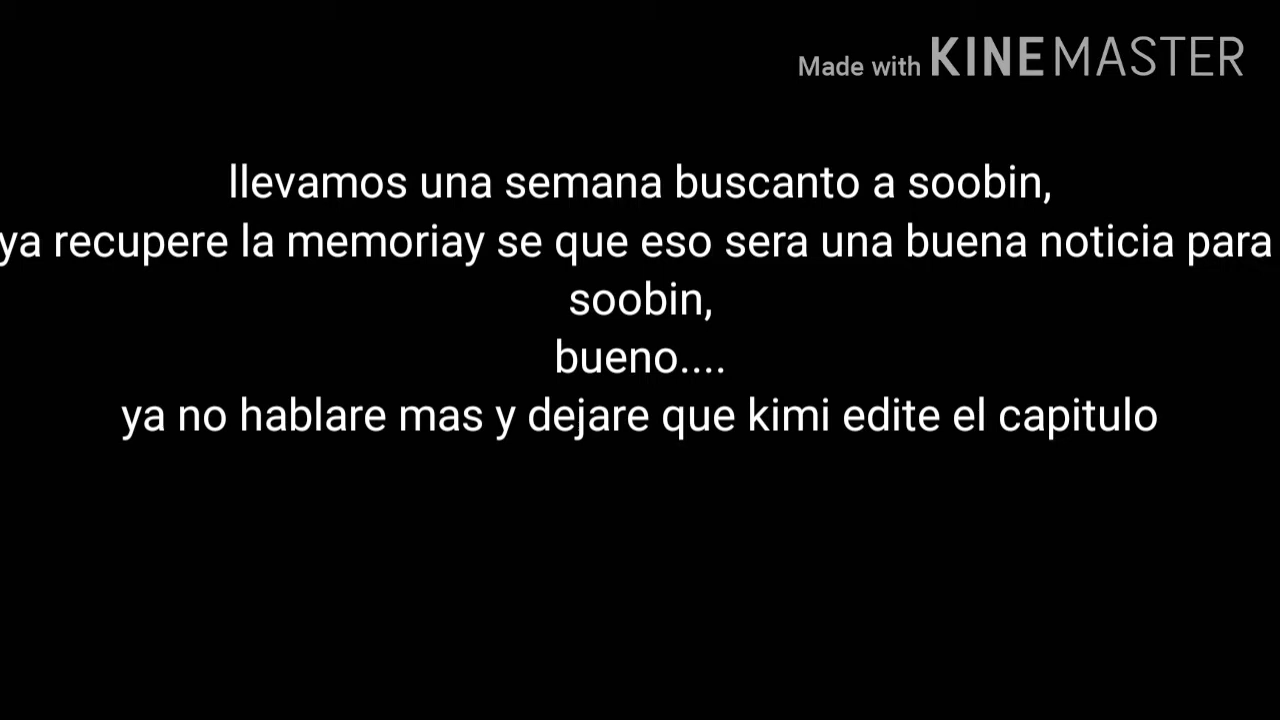 Made with KINEMASTER
llevamos una semana buscanto a soobin,
ya recupere la memoriay se que eso sera una buena noticia para
soobin,
bueno....
ya no hablare mas y dejare que kimi edite el capitulo